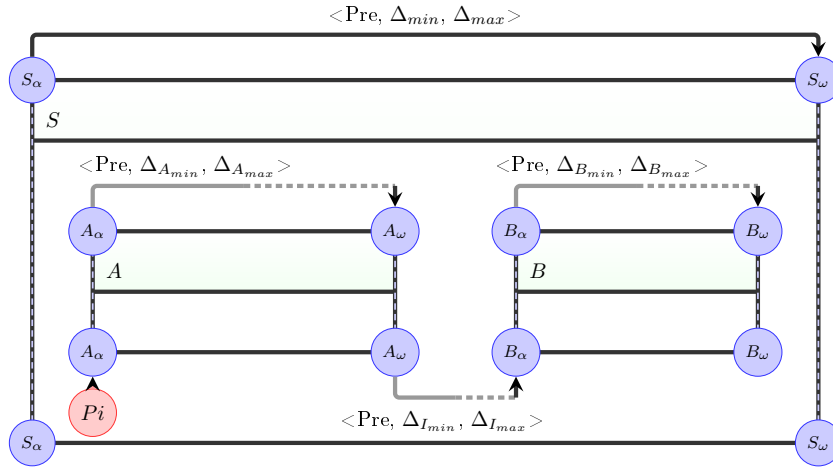 <Pre, Δ_min, Δ_max>
S_α S_ω
S
<Pre, Δ_A_min, Δ_A_max> <Pre, Δ_B_min, Δ_B_max>
A_α A_ω B_α B_ω
A B
A_α A_ω B_α B_ω
Pi
<Pre, Δ_I_min, Δ_I_max>
S_α S_ω